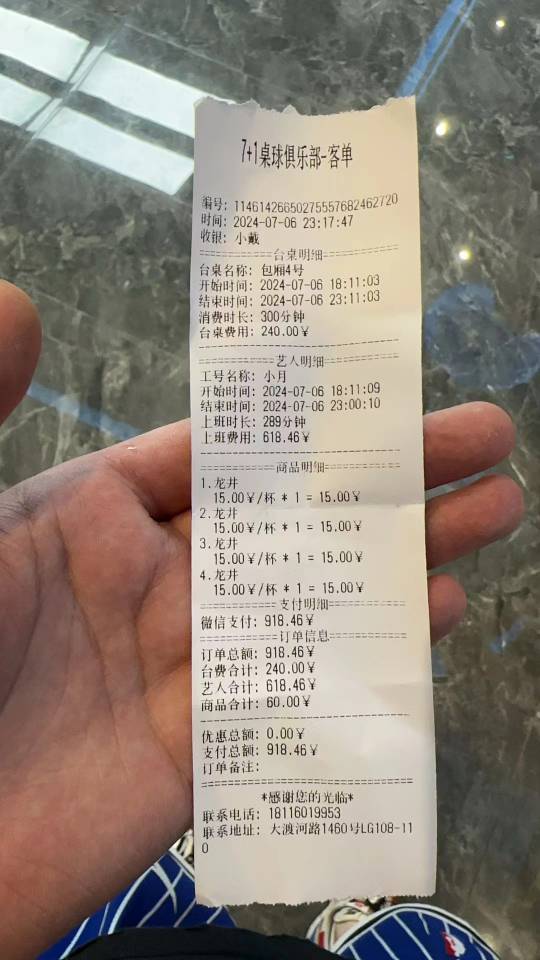 7+1桌球俱乐部-客单
编号: 11461426650275557682462720
时间: 2024-07-06 23:17:47
收银: 小戴
==========台桌明细==========
台桌名称: 包厢4号
开始时间: 2024-07-06 18:11:03
结束时间: 2024-07-06 23:11:03
消费时长: 300分钟
台桌费用: 240.00¥
==========艺人明细==========
工号名称: 小月
开始时间: 2024-07-06 18:11:09
结束时间: 2024-07-06 23:00:10
上班时长: 289分钟
上班费用: 618.46¥
==========商品明细==========
1.龙井
15.00¥/杯 * 1 = 15.00¥
2.龙井
15.00¥/杯 * 1 = 15.00¥
3.龙井
15.00¥/杯 * 1 = 15.00¥
4.龙井
15.00¥/杯 * 1 = 15.00¥
==========支付明细==========
微信支付: 918.46¥
==========订单信息==========
订单总额: 918.46¥
台费合计: 240.00¥
艺人合计: 618.46¥
商品合计: 60.00¥
优惠总额: 0.00¥
支付总额: 918.46¥
订单备注:
*感谢您的光临*
联系电话: 18116019953
联系地址: 大渡河路1460号LG108-11
0